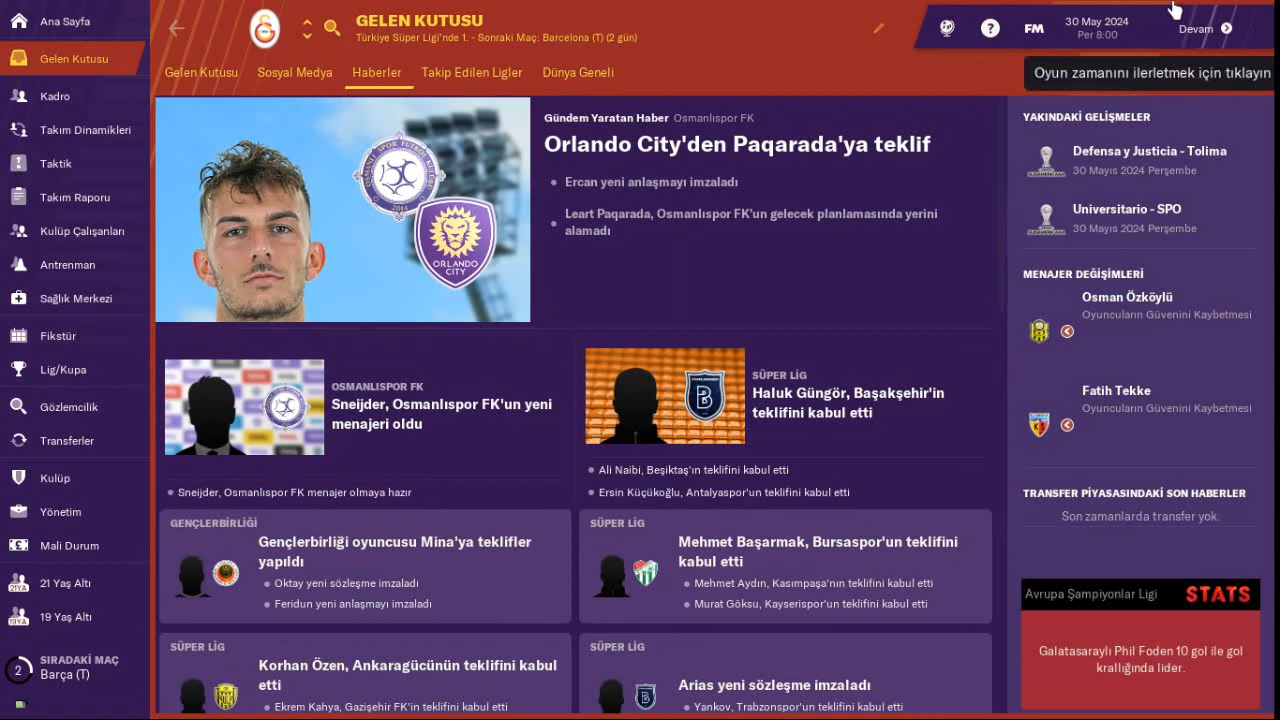 Ana Sayfa
Gelen Kutusu
Kadro
Takım Dinamikleri
Taktik
Takım Raporu
Kulüp Çalışanları
Antrenman
Sağlık Merkezi
Fikstür
Lig/Kupa
Gözlemcilik
Transferler
Kulüp
Yönetim
Mali Durum
21YA
21 Yaş Altı
19YA
19 Yaş Altı
2
SIRADAKİ MAÇ
Barça (T)
GELEN KUTUSU
Türkiye Süper Ligi'nde 1. - Sonraki Maç: Barcelona (T) (2 gün)
?
FM
30 May 2024
Per 8:00
Devam
Gelen Kutusu
Sosyal Medya
Haberler
Takip Edilen Ligler
Dünya Geneli
Oyun zamanını ilerletmek için tıklayın
ORLANDO
CITY
Gündem Yaratan Haber Osmanlıspor FK
Orlando City'den Paqarada'ya teklif
Ercan yeni anlaşmayı imzaladı
Leart Paqarada, Osmanlıspor FK'un gelecek planlamasında yerini
alamadı
OSMANLISPOR FK
Sneijder, Osmanlıspor FK'un yeni
menajeri oldu
Sneijder, Osmanlıspor FK menajer olmaya hazır
SÜPER LİG
Haluk Güngör, Başakşehir'in
teklifini kabul etti
Ali Naibi, Beşiktaş'ın teklifini kabul etti
Ersin Küçükoğlu, Antalyaspor'un teklifini kabul etti
GENÇLERBİRLİĞİ
Gençlerbirliği oyuncusu Mina'ya teklifler
yapıldı
Oktay yeni sözleşme imzaladı
Feridun yeni anlaşmayı imzaladı
SÜPER LİG
Mehmet Başarmak, Bursaspor'un teklifini
kabul etti
Mehmet Aydın, Kasımpaşa'nın teklifini kabul etti
Murat Göksu, Kayserispor'un teklifini kabul etti
SÜPER LİG
Korhan Özen, Ankaragücünün teklifini kabul
etti
Ekrem Kahya, Gazişehir FK'in teklifini kabul etti
SÜPER LİG
Arias yeni sözleşme imzaladı
Yankov, Trabzonspor'un teklifini kabul etti
YAKINDAKİ GELİŞMELER
Defensa y Justicia - Tolima
30 Mayıs 2024 Perşembe
Universitario - SPO
30 Mayıs 2024 Perşembe
MENAJER DEĞİŞİMLERİ
Osman Özköylü
Oyuncuların Güvenini Kaybetmesi
Fatih Tekke
Oyuncuların Güvenini Kaybetmesi
TRANSFER PİYASASINDAKİ SON HABERLER
Son zamanlarda transfer yok.
Avrupa Şampiyonlar Ligi
STATS
Galatasaraylı Phil Foden 10 gol ile gol
krallığında lider.